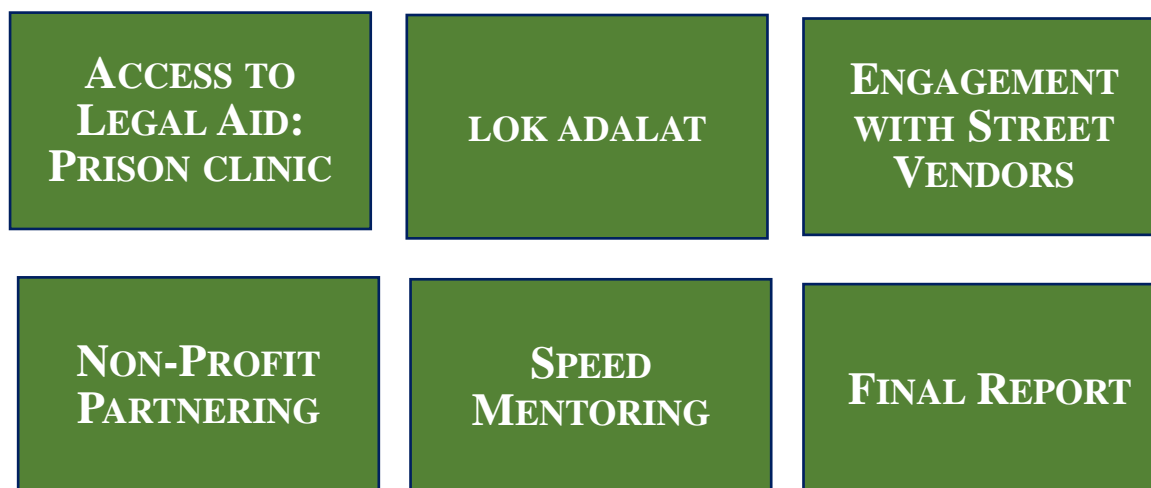 Access to
Legal Aid:
Prison clinic
LOK ADALAT
Engagement
with Street
Vendors
Non-Profit
Partnering
Speed
Mentoring
Final Report